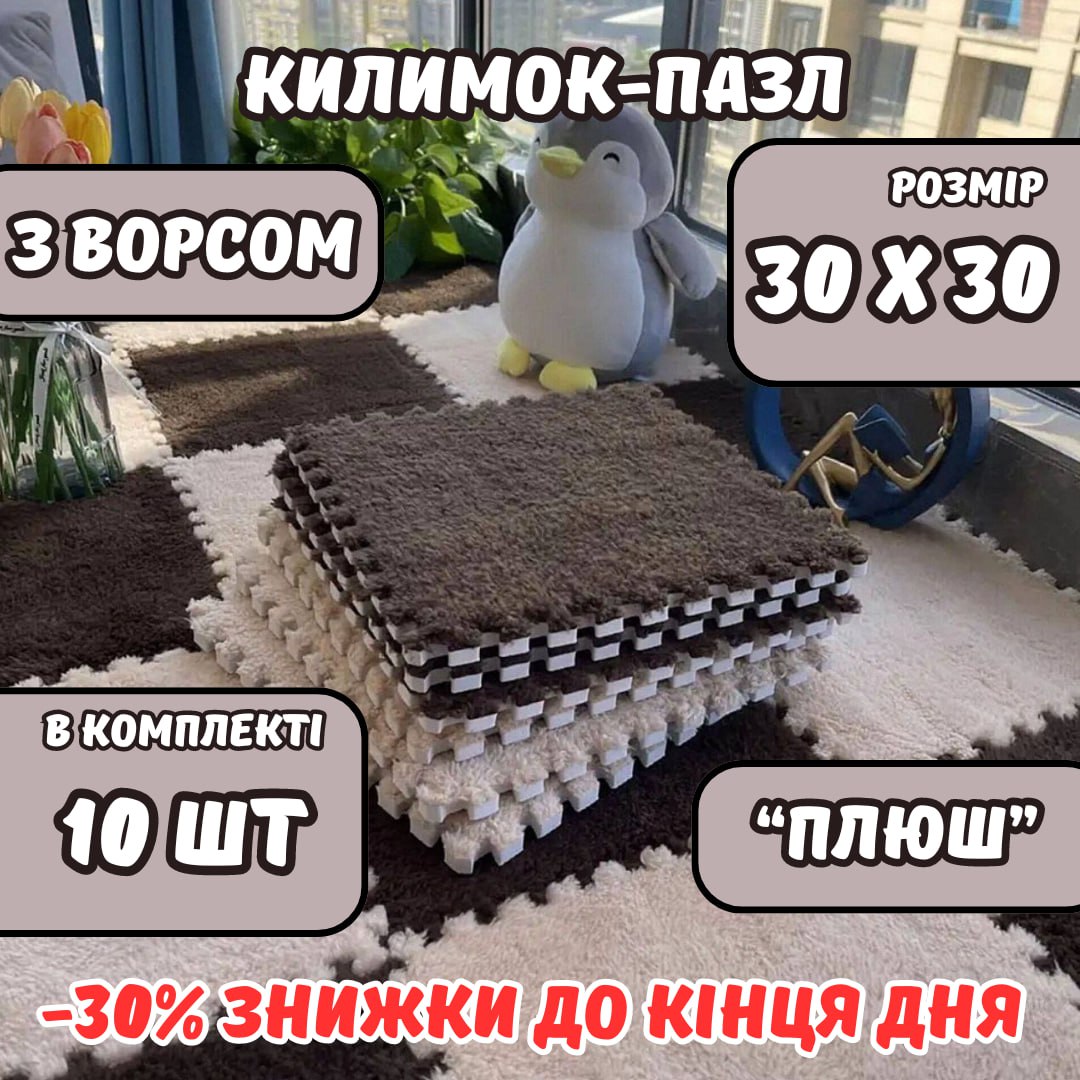 КИЛИМОК-ПАЗЛ
З ВОРСОМ
РОЗМІР
30 Х 30
В КОМПЛЕКТІ
10 ШТ
“ПЛЮШ”
-30% ЗНИЖКИ ДО КІНЦЯ ДНЯ